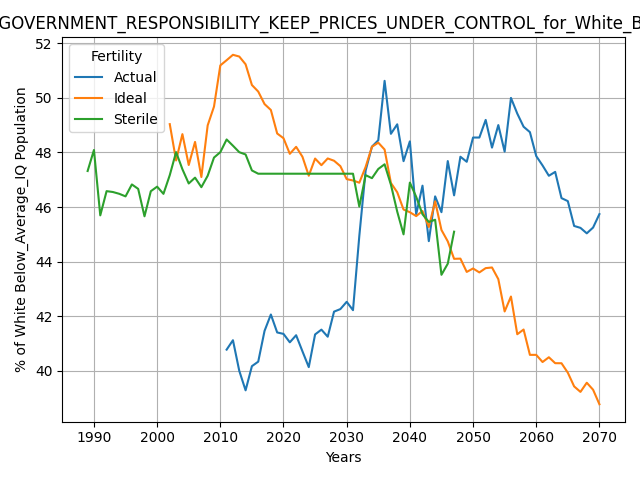 GOVERNMENT_RESPONSIBILITY_KEEP_PRICES_UNDER_CONTROL_for_White_B
Fertility
Actual
Ideal
Sterile
% of White Below_Average_IQ Population
52
50
48
46
44
42
40
1990 2000 2010 2020 2030 2040 2050 2060 2070
Years